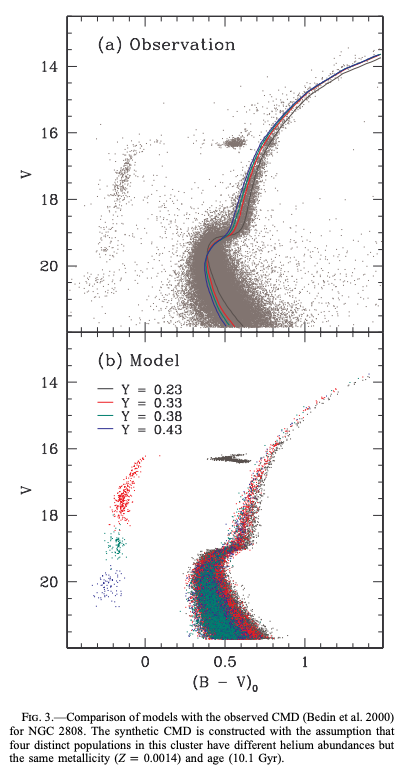 (a) Observation
14
16
V
18
20
(b) Model
Y = 0.23
Y = 0.33
Y = 0.38
Y = 0.43
14
16
V
18
20
0 0.5 1
(B − V)₀
FIG. 3.—Comparison of models with the observed CMD (Bedin et al. 2000)
for NGC 2808. The synthetic CMD is constructed with the assumption that
four distinct populations in this cluster have different helium abundances but
the same metallicity (Z = 0.0014) and age (10.1 Gyr).